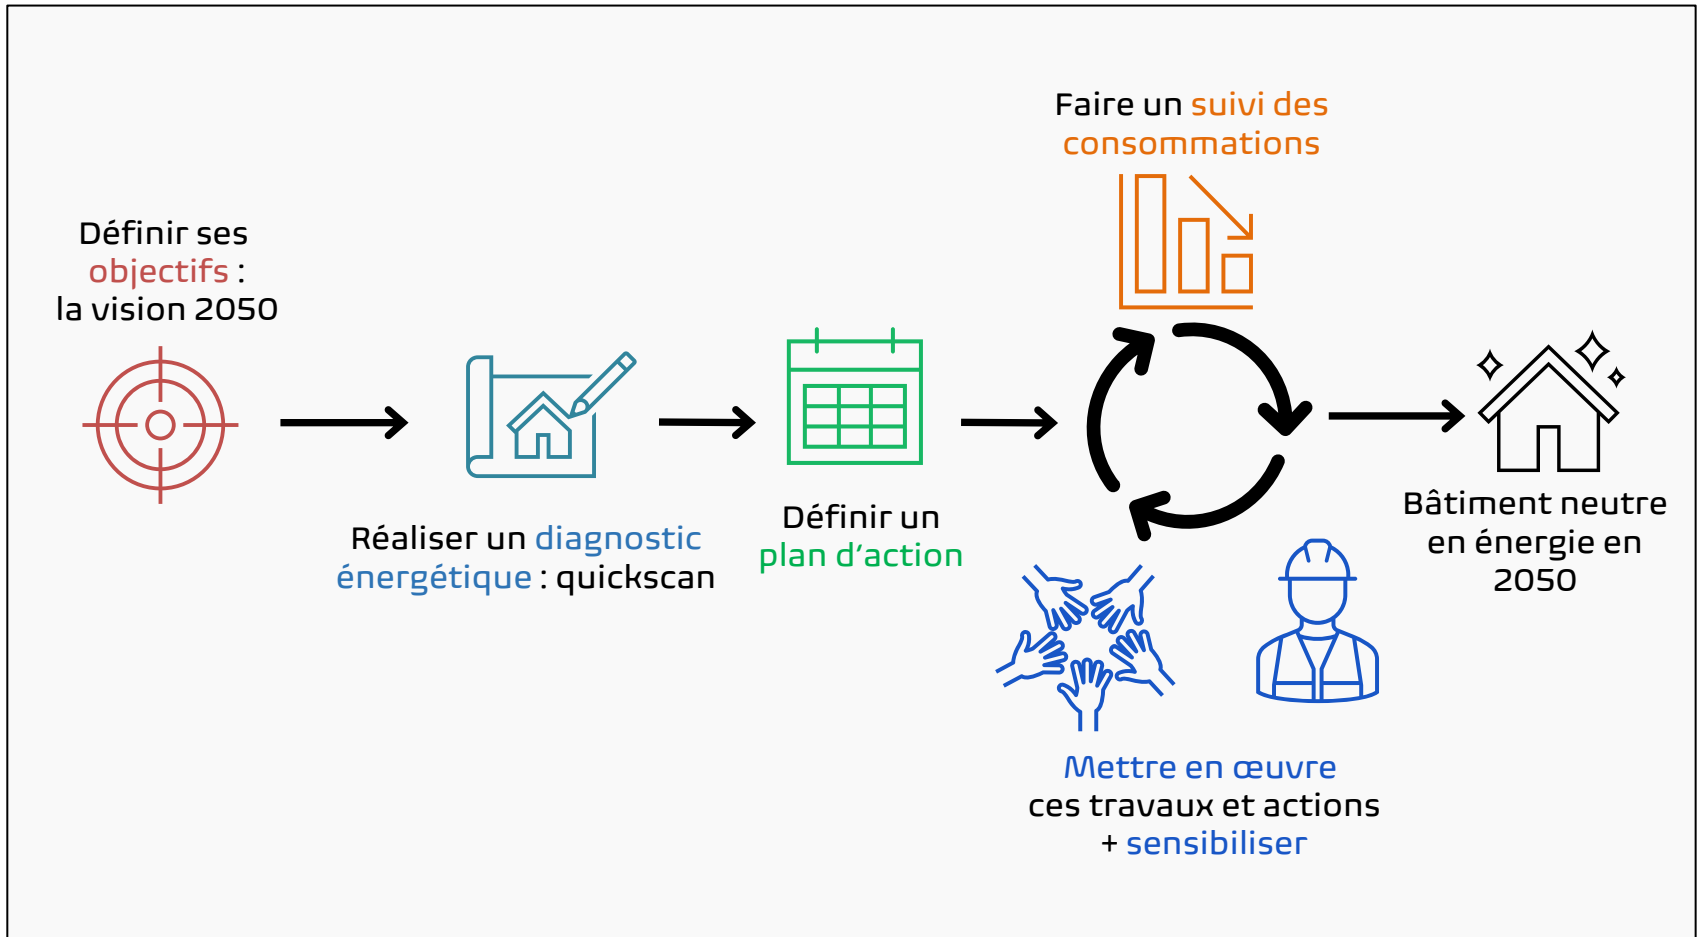 Définir ses
objectifs :
la vision 2050
Réaliser un diagnostic
énergétique : quickscan
Définir un
plan d’action
Faire un suivi des
consommations
Mettre en œuvre
ces travaux et actions
+ sensibiliser
Bâtiment neutre
en énergie en
2050